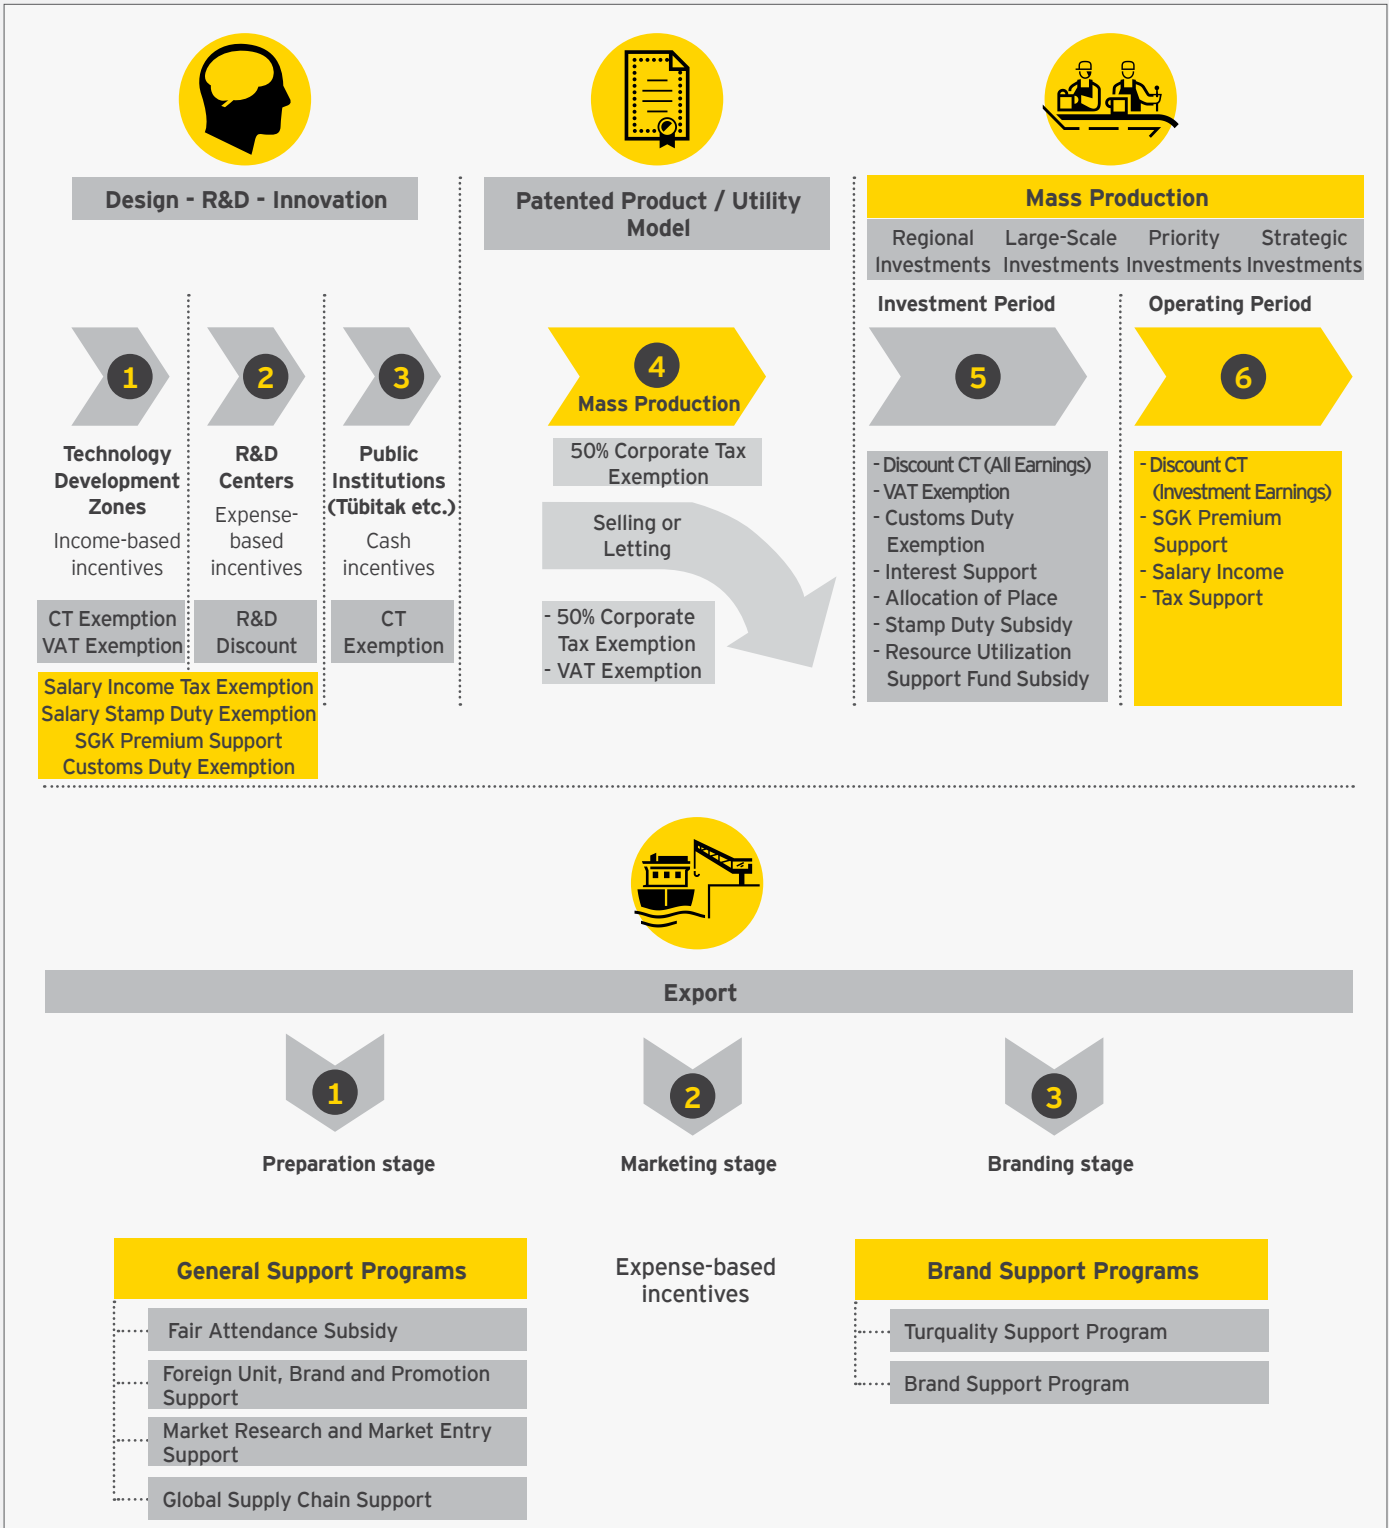 Design - R&D - Innovation
Patented Product / Utility
Model
Mass Production
Regional
Investments
Large-Scale
Investments
Priority
Investments
Strategic
Investments
Investment Period
Operating Period
1
Technology
Development
Zones
Income-based
incentives
CT Exemption
VAT Exemption
2
R&D
Centers
Expense-
based
incentives
R&D
Discount
3
Public
Institutions
(Tübitak etc.)
Cash
incentives
CT
Exemption
Salary Income Tax Exemption
Salary Stamp Duty Exemption
SGK Premium Support
Customs Duty Exemption
4
Mass Production
50% Corporate Tax
Exemption
Selling or
Letting
- 50% Corporate
Tax Exemption
- VAT Exemption
5
- Discount CT (All Earnings)
- VAT Exemption
- Customs Duty
Exemption
- Interest Support
- Allocation of Place
- Stamp Duty Subsidy
- Resource Utilization
Support Fund Subsidy
6
- Discount CT
(Investment Earnings)
- SGK Premium
Support
- Salary Income
- Tax Support
Export
1
Preparation stage
2
Marketing stage
3
Branding stage
General Support Programs
Fair Attendance Subsidy
Foreign Unit, Brand and Promotion
Support
Market Research and Market Entry
Support
Global Supply Chain Support
Expense-based
incentives
Brand Support Programs
Turquality Support Program
Brand Support Program